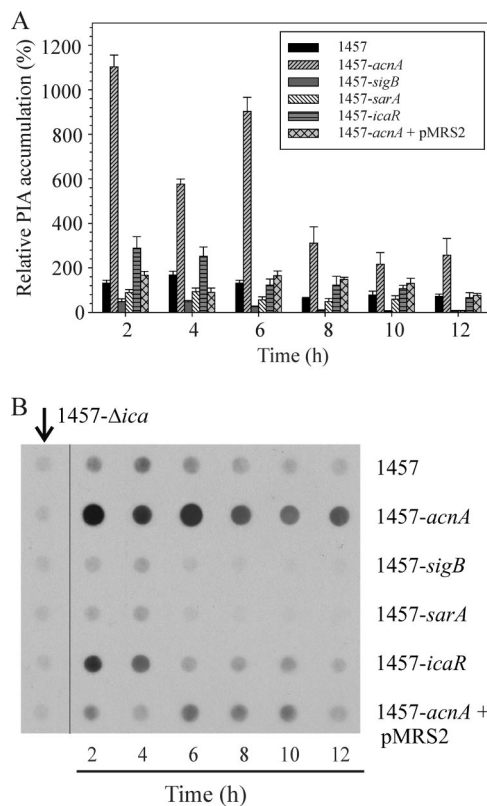 A
1200
1000
800
600
400
200
0
Relative PIA accumulation (%)
2 4 6 8 10 12
Time (h)
1457
1457-acnA
1457-sigB
1457-sarA
1457-icaR
1457-acnA + pMRS2
B
1457-Δica
1457
1457-acnA
1457-sigB
1457-sarA
1457-icaR
1457-acnA +
pMRS2
2 4 6 8 10 12
Time (h)